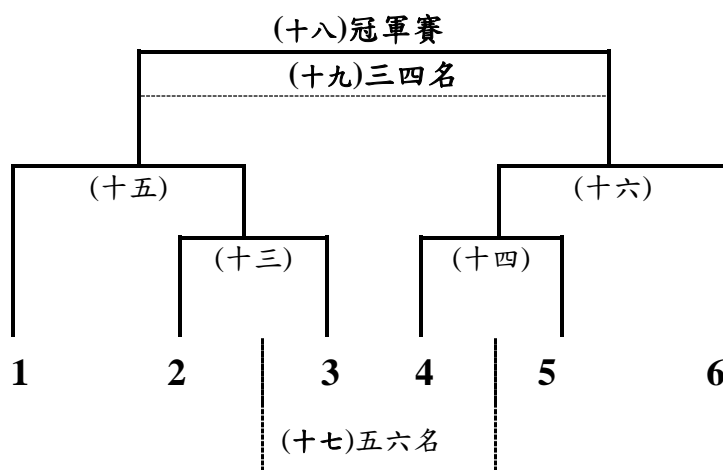 (十八)冠軍賽
(十九)三四名
(十五) (十六)
(十三) (十四)
1 2 3 4 5 6
(十七)五六名